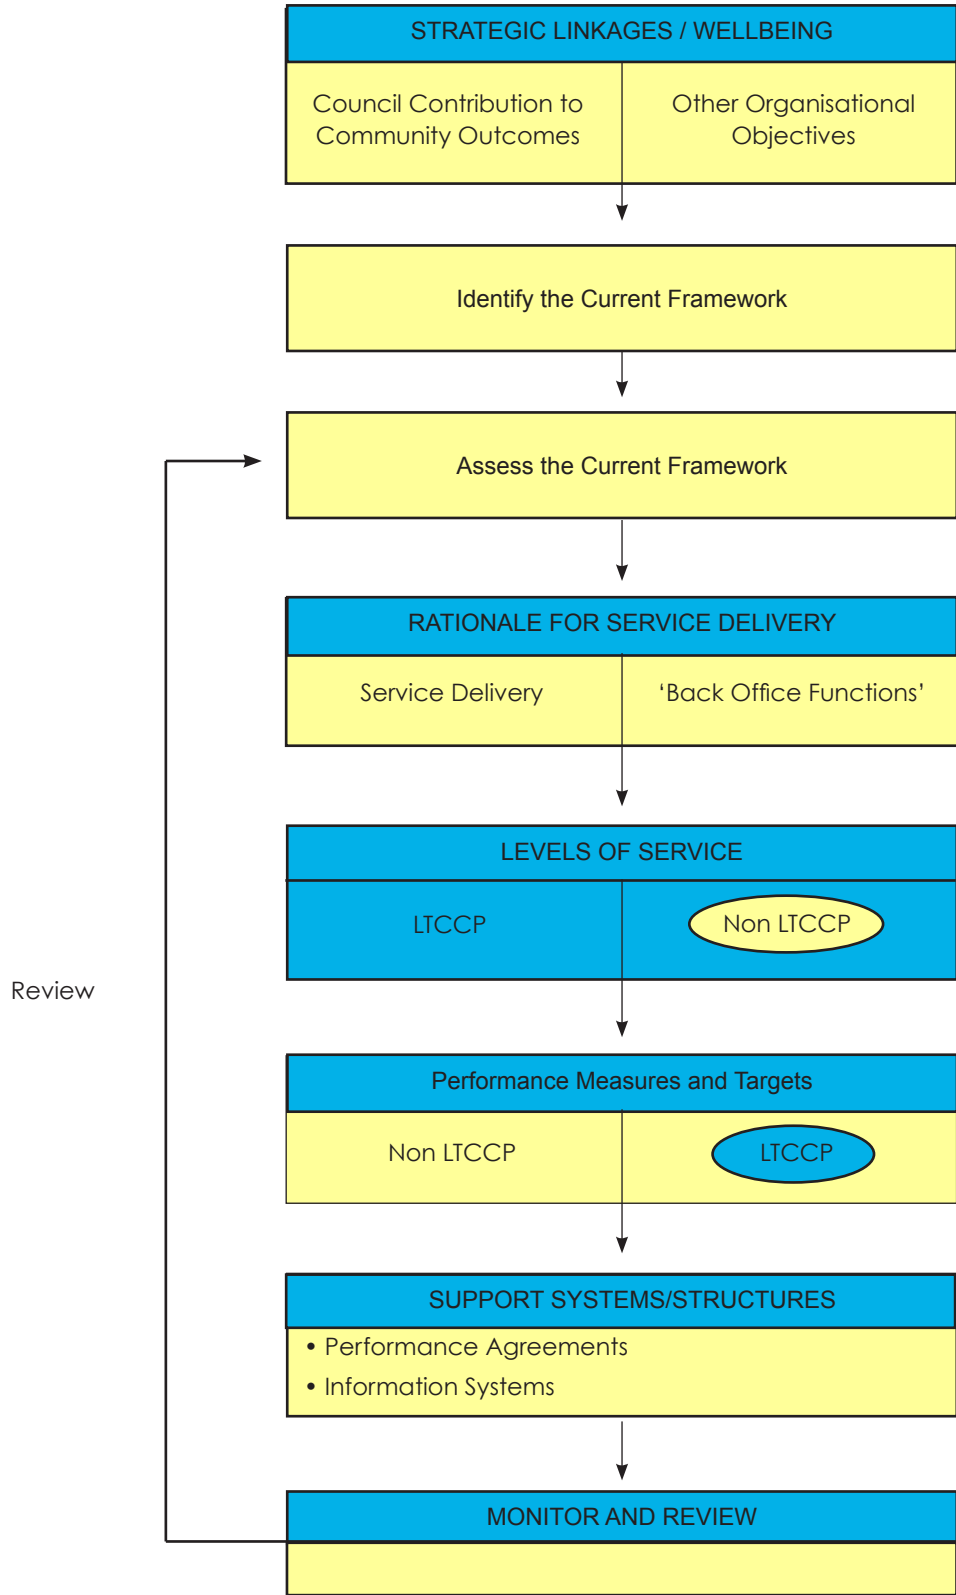 STRATEGIC LINKAGES / WELLBEING
Council Contribution to
Community Outcomes
Other Organisational
Objectives
Identify the Current Framework
Assess the Current Framework
RATIONALE FOR SERVICE DELIVERY
Service Delivery
‘Back Office Functions’
LEVELS OF SERVICE
LTCCP
Non LTCCP
Review
Performance Measures and Targets
Non LTCCP
LTCCP
SUPPORT SYSTEMS/STRUCTURES
• Performance Agreements
• Information Systems
MONITOR AND REVIEW